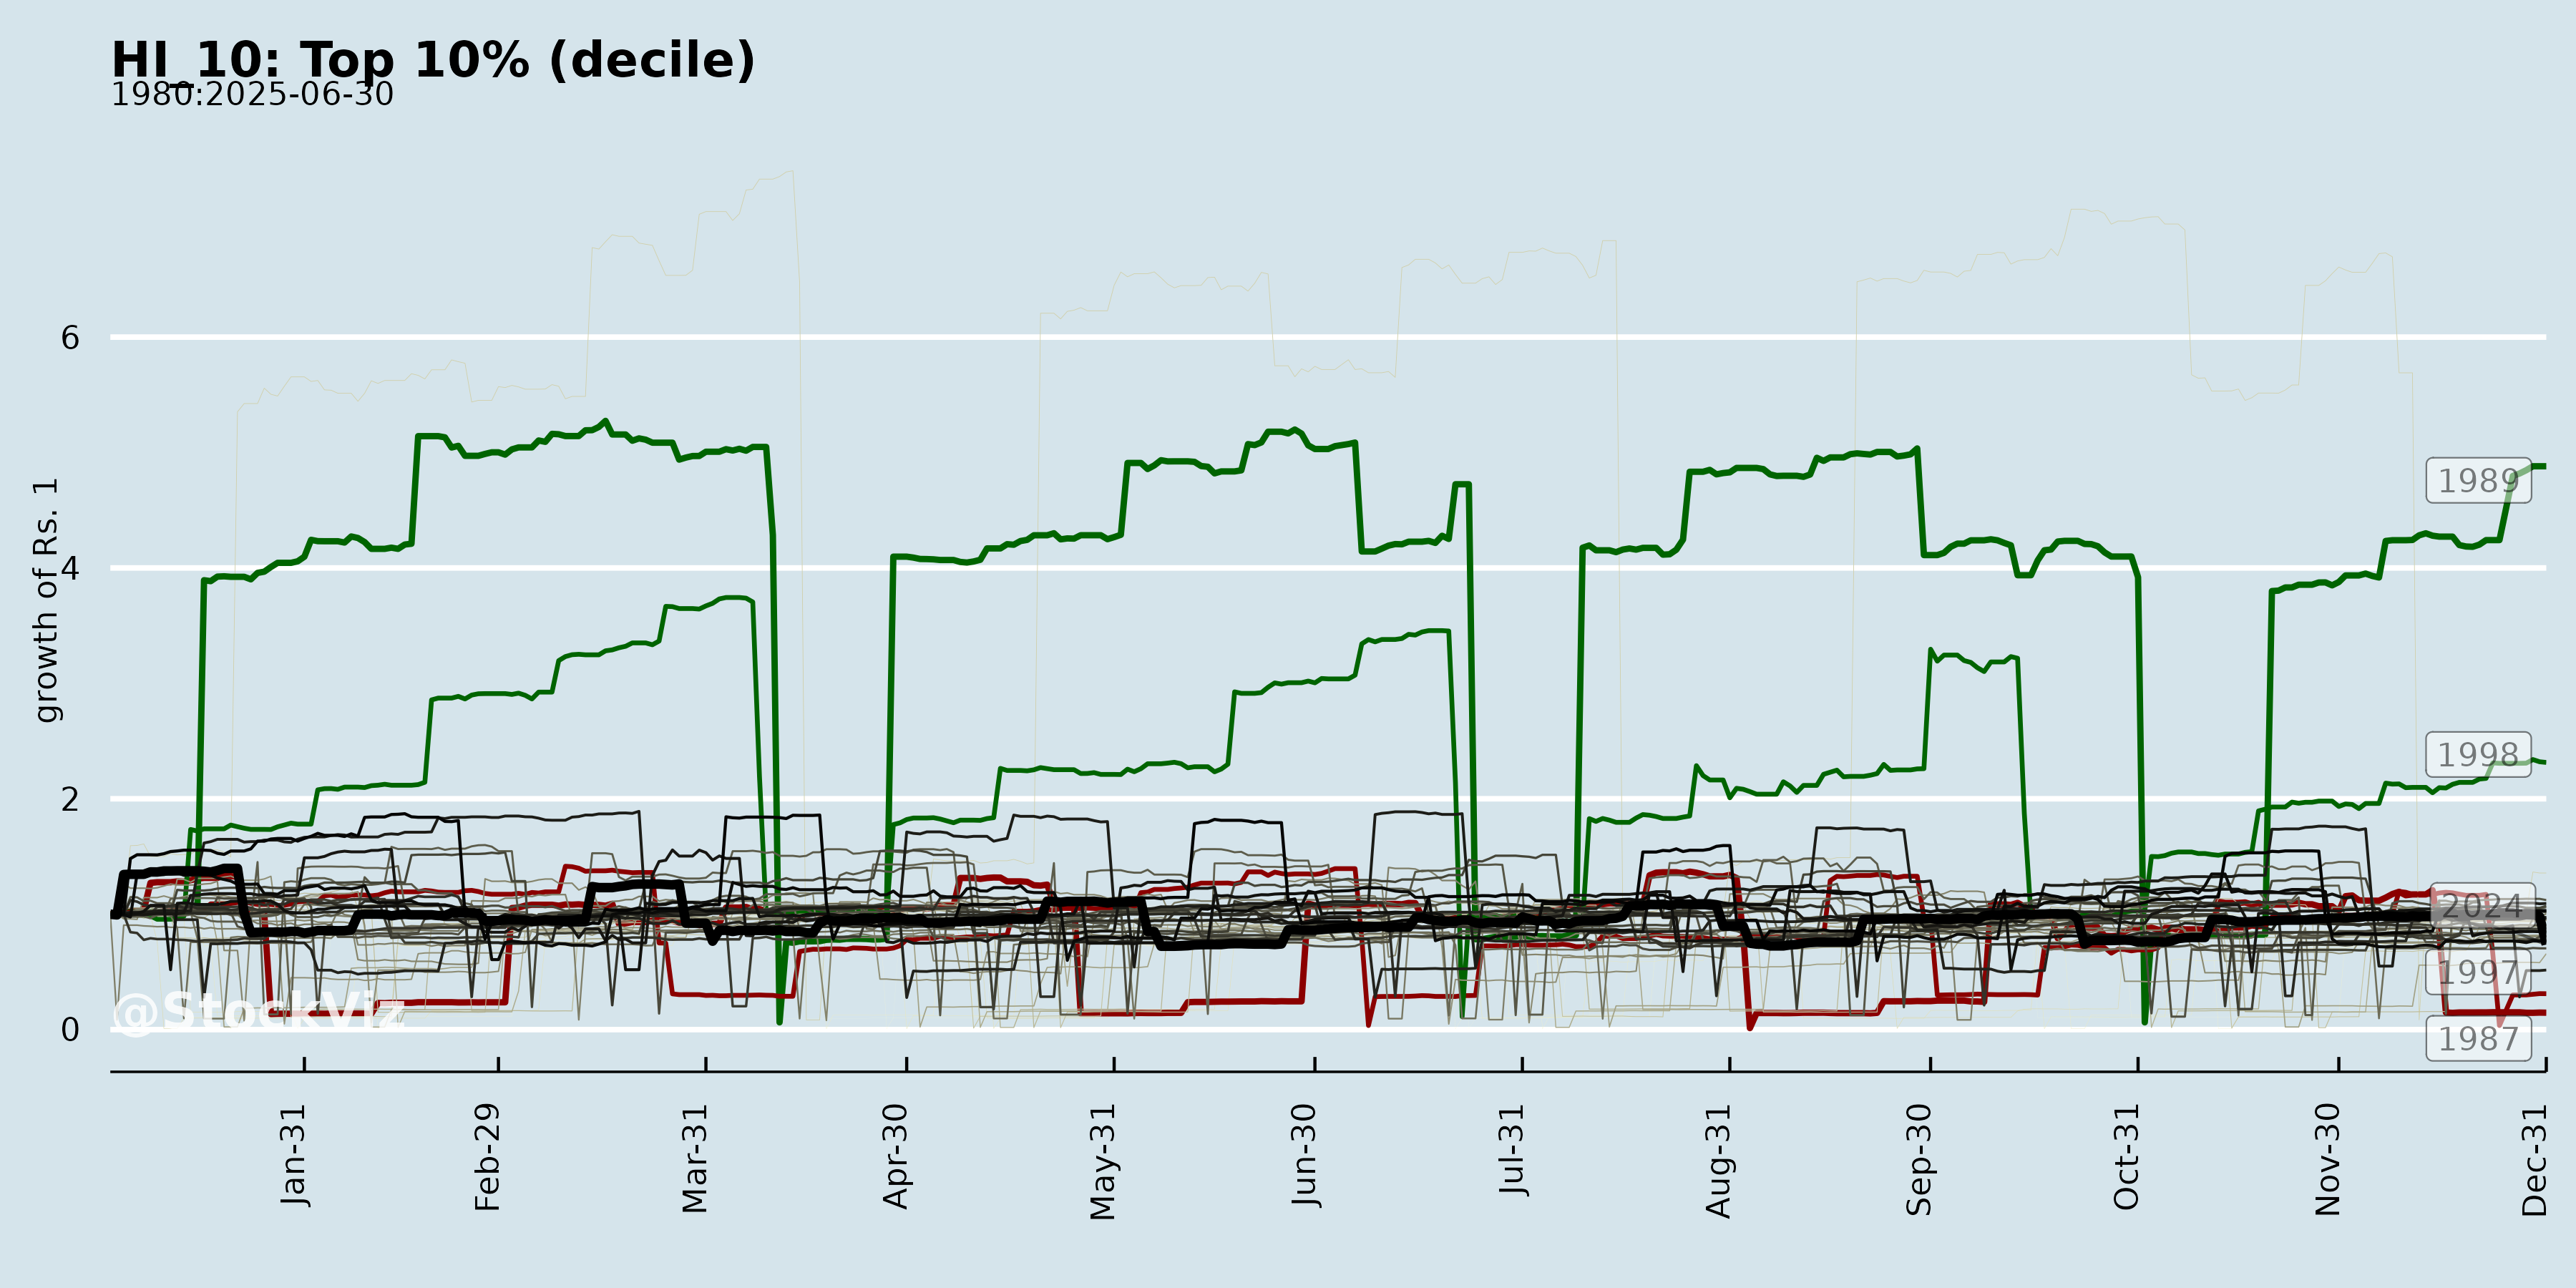 HI_10: Top 10% (decile)
1980:2025-06-30
growth of Rs. 1
6
4
2
0
1989
1998
2024
1997
1987
@StockViz
Jan-31
Feb-29
Mar-31
Apr-30
May-31
Jun-30
Jul-31
Aug-31
Sep-30
Oct-31
Nov-30
Dec-31